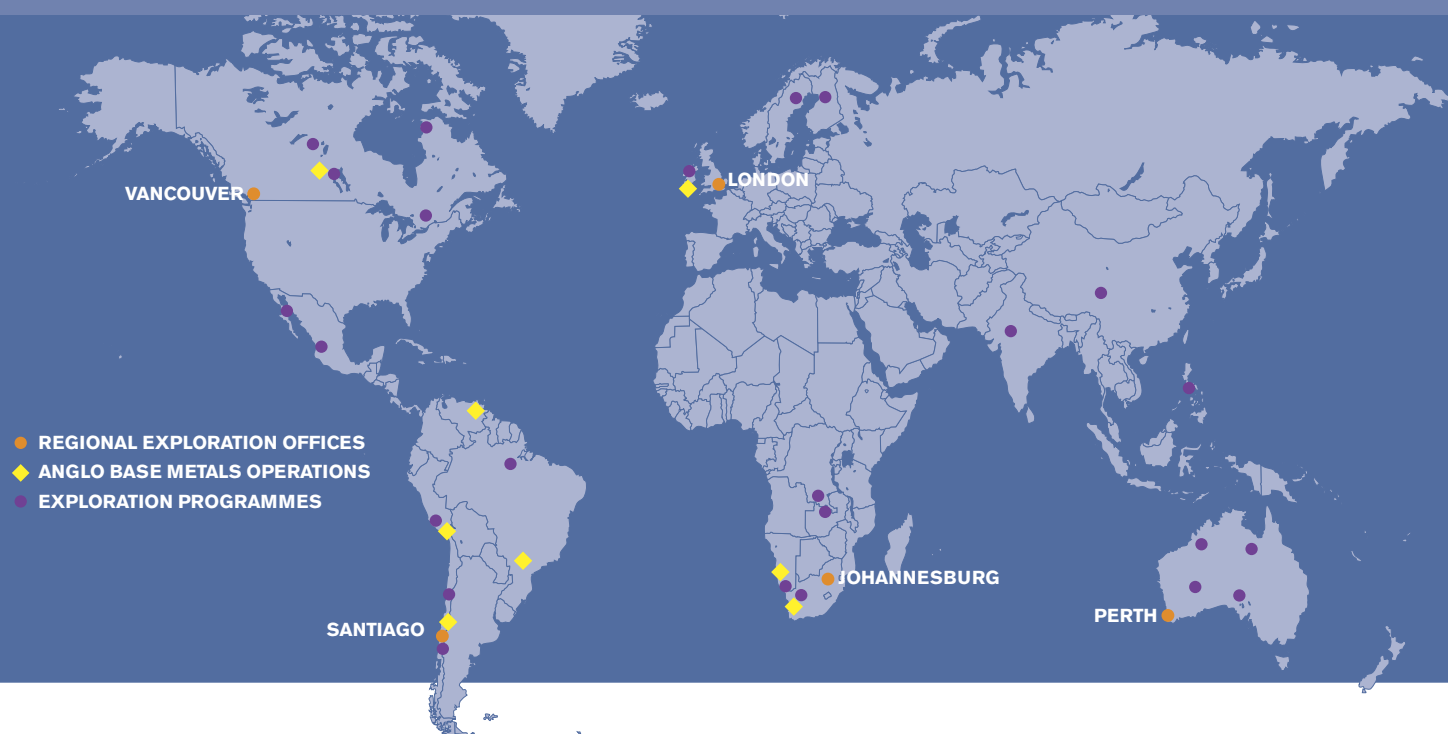 LONDON
VANCOUVER
REGIONAL EXPLORATION OFFICES
ANGLO BASE METALS OPERATIONS
EXPLORATION PROGRAMMES
JOHANNESBURG
PERTH
SANTIAGO